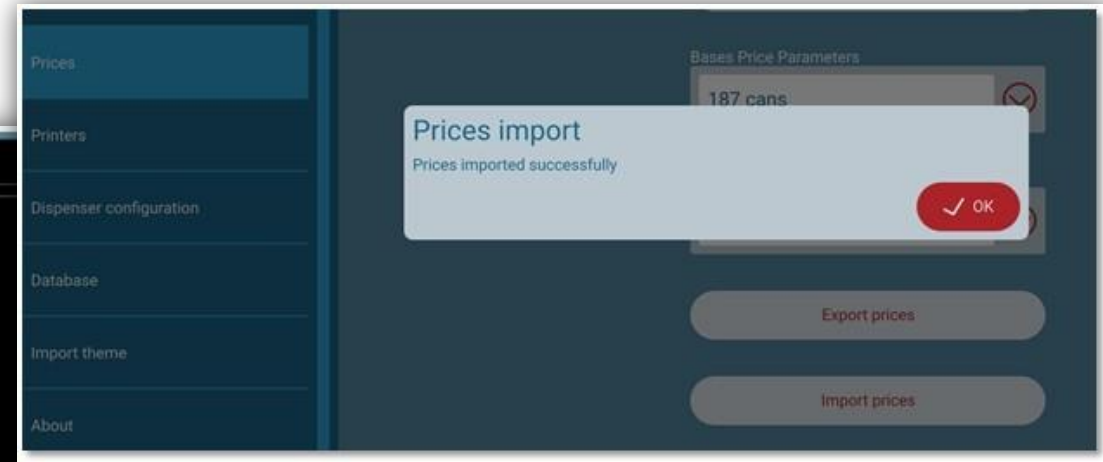 Prices
Printers
Dispenser configuration
Database
Import theme
About
Bases Price Parameters
187 cans
Prices import
Prices imported successfully
OK
Export prices
Import prices